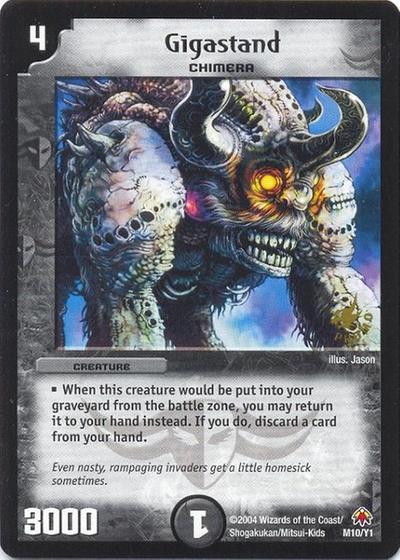 4
Gigastand
CHIMERA
illus. Jason
CREATURE
▪ When this creature would be put into your
graveyard from the battle zone, you may return
it to your hand instead. If you do, discard a card
from your hand.
Even nasty, rampaging invaders get a little homesick
sometimes.
3000
1
©2004 Wizards of the Coast/
Shogakukan/Mitsui-Kids
M10/Y1